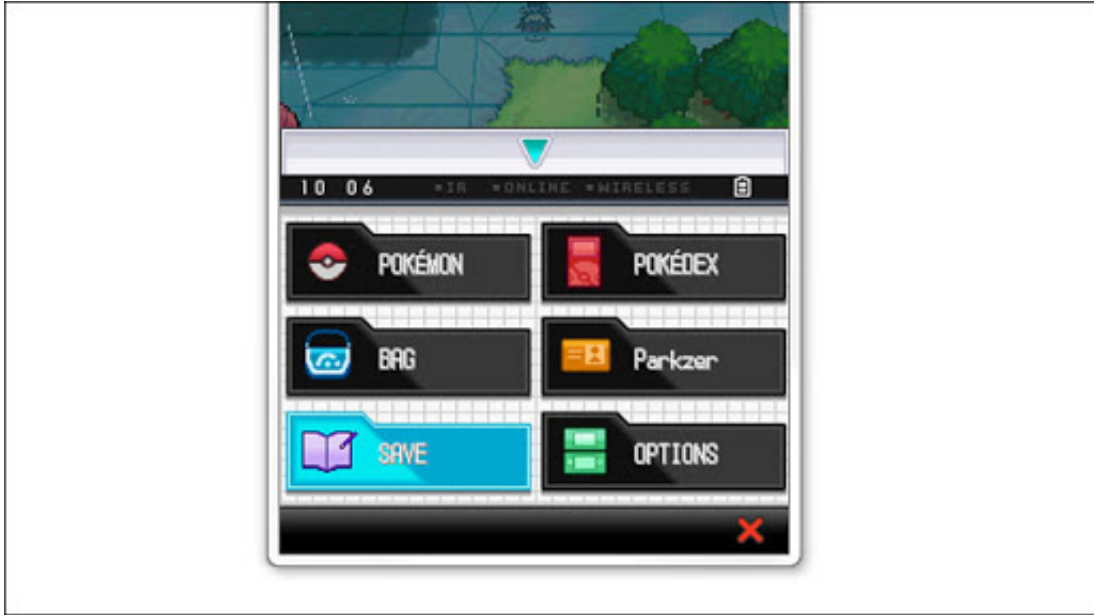 10 06 IR ONLINE WIRELESS
POKÉMON POKÉDEX
BAG Parkzer
SAVE OPTIONS